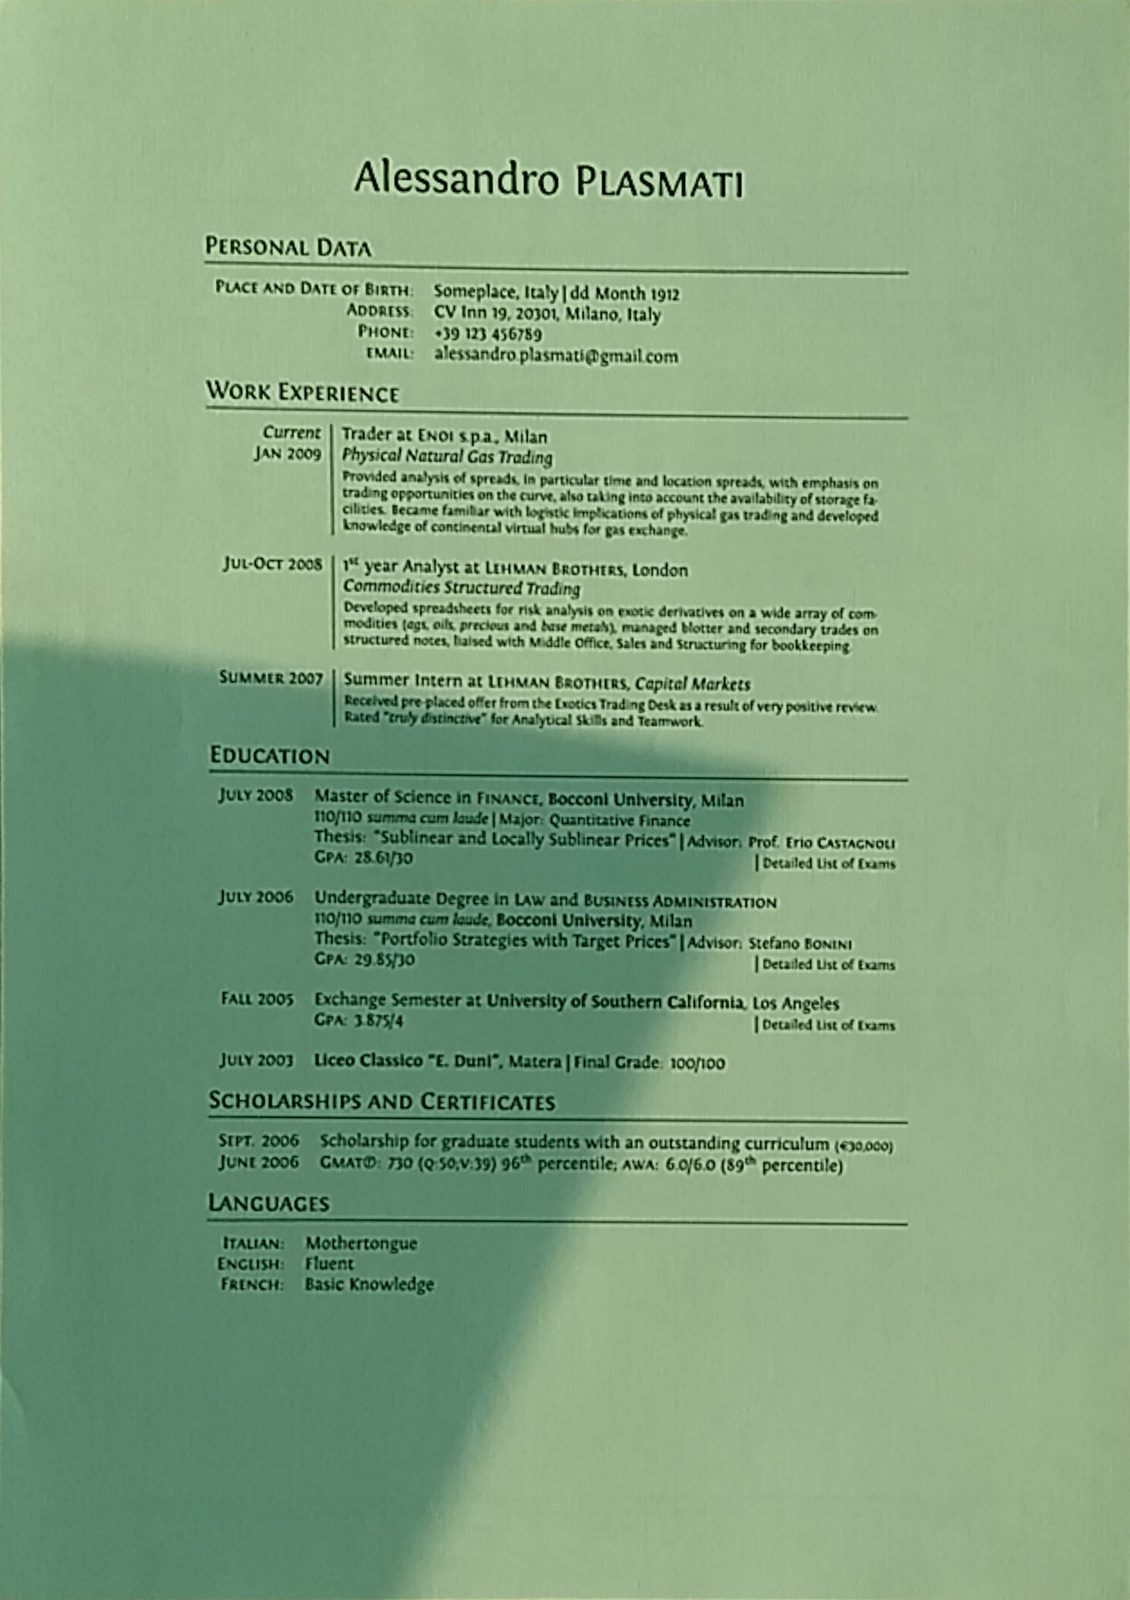 Alessandro PLASMATI
PERSONAL DATA
PLACE AND DATE OF BIRTH: Someplace, Italy | dd Month 1912
ADDRESS: CV Inn 19, 20301, Milano, Italy
PHONE: +39 123 456789
EMAIL: alessandro.plasmati@gmail.com
WORK EXPERIENCE
Current Trader at ENOI s.p.a., Milan
JAN 2009 Physical Natural Gas Trading
Provided analysis of spreads, in particular time and location spreads, with emphasis on
trading opportunities on the curve, also taking into account the availability of storage fa-
cilities. Became familiar with logistic implications of physical gas trading and developed
knowledge of continental virtual hubs for gas exchange.
JUL-OCT 2008 1st year Analyst at LEHMAN BROTHERS, London
Commodities Structured Trading
Developed spreadsheets for risk analysis on exotic derivatives on a wide array of com-
modities (ags, oils, precious and base metals), managed blotter and secondary trades on
structured notes, liaised with Middle Office, Sales and Structuring for bookkeeping.
SUMMER 2007 Summer Intern at LEHMAN BROTHERS, Capital Markets
Received pre-placed offer from the Exotics Trading Desk as a result of very positive review.
Rated "truly distinctive" for Analytical Skills and Teamwork.
EDUCATION
JULY 2008 Master of Science in FINANCE, Bocconi University, Milan
110/110 summa cum laude | Major: Quantitative Finance
Thesis: "Sublinear and Locally Sublinear Prices" | Advisor: Prof. Erio CASTAGNOLI
GPA: 28.61/30 | Detailed List of Exams
JULY 2006 Undergraduate Degree in LAW and BUSINESS ADMINISTRATION
110/110 summa cum laude, Bocconi University, Milan
Thesis: "Portfolio Strategies with Target Prices" | Advisor: Stefano BONINI
GPA: 29.85/30 | Detailed List of Exams
FALL 2005 Exchange Semester at University of Southern California, Los Angeles
GPA: 3.875/4 | Detailed List of Exams
JULY 2003 Liceo Classico "E. Duni", Matera | Final Grade: 100/100
SCHOLARSHIPS AND CERTIFICATES
SEPT. 2006 Scholarship for graduate students with an outstanding curriculum (€30,000)
JUNE 2006 GMAT®: 730 (Q:50;V:39) 96th percentile; AWA: 6.0/6.0 (89th percentile)
LANGUAGES
ITALIAN: Mothertongue
ENGLISH: Fluent
FRENCH: Basic Knowledge